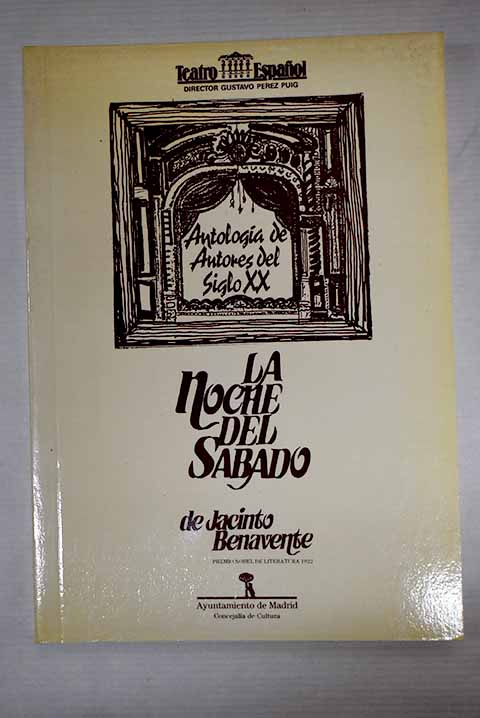 Teatro Español
DIRECTOR GUSTAVO PEREZ PUIG
Antología de
Autores del
Siglo XX
LA
NOCHE
DEL
SABADO
de Jacinto
Benavente
PREMIO NOBEL DE LITERATURA 1922
Ayuntamiento de Madrid
Concejalía de Cultura